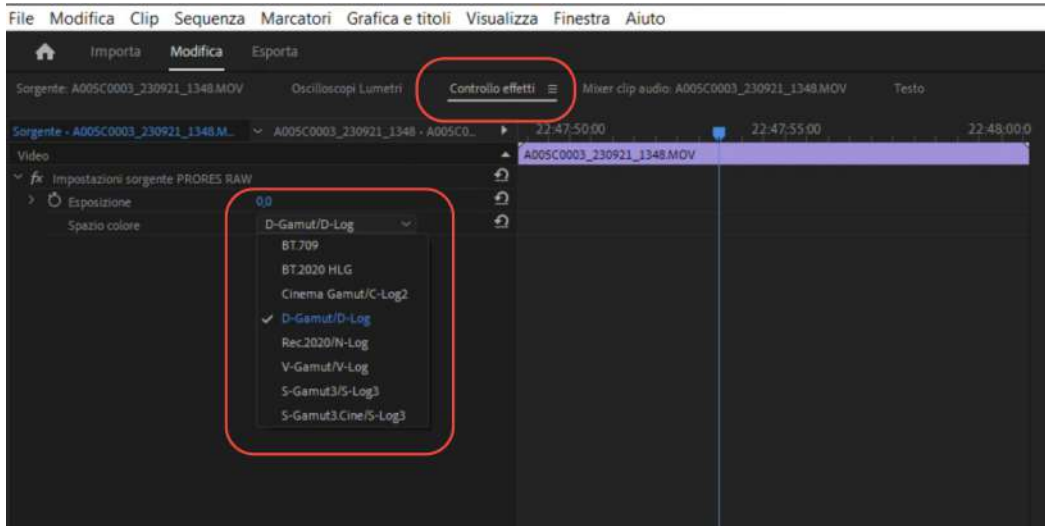 File Modifica Clip Sequenza Marcatori Grafica e titoli Visualizza Finestra Aiuto
Importa Modifica Esporta
Sorgente: A005C0003_230921_1348.MOV Oscilloscopi Lumetri Controllo effetti Mixer clip audio: A005C0003_230921_1348.MOV Testo
Sorgente • A005C0003_230921_1348.M... A005C0003_230921_1348 • A005C0... 22:47:50:00 22:47:55:00 22:48:00:0
Video A005C0003_230921_1348.MOV
fx Impostazioni sorgente PRORES RAW
Esposizione 0,0
Spazio colore D-Gamut/D-Log
BT.709
BT.2020 HLG
Cinema Gamut/C-Log2
D-Gamut/D-Log
Rec.2020/N-Log
V-Gamut/V-Log
S-Gamut3/S-Log3
S-Gamut3.Cine/S-Log3